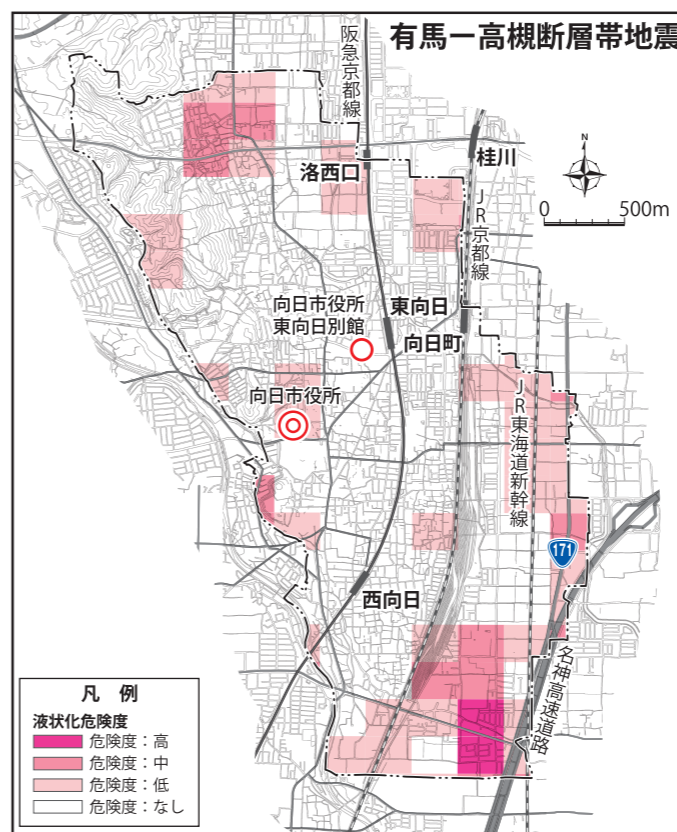 有馬ー高槻断層帯地震
阪急京都線
桂川
洛西口
N
0 500m
JR京都線
向日市役所
東向日別館
東向日
向日町
向日市役所
JR東海道新幹線
171
西向日
名神高速道路
凡 例
液状化危険度
危険度：高
危険度：中
危険度：低
危険度：なし